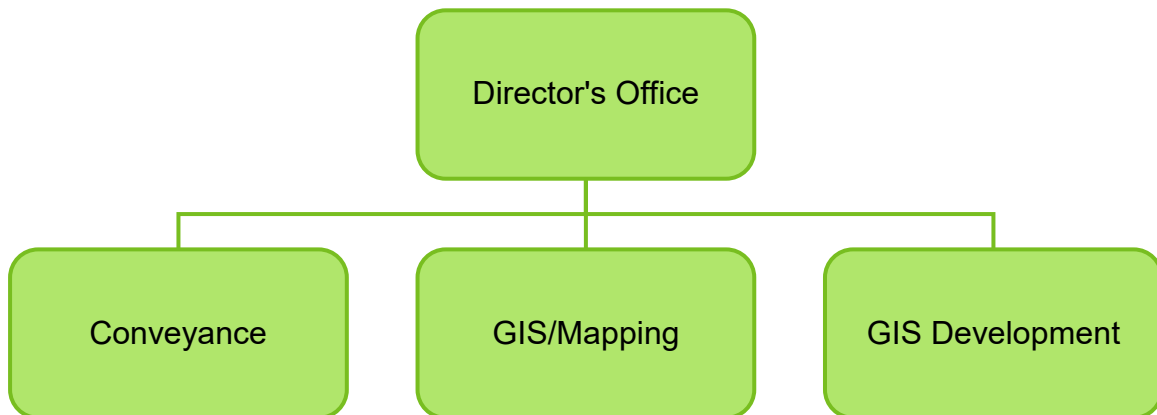 Director's Office
Conveyance
GIS/Mapping
GIS Development